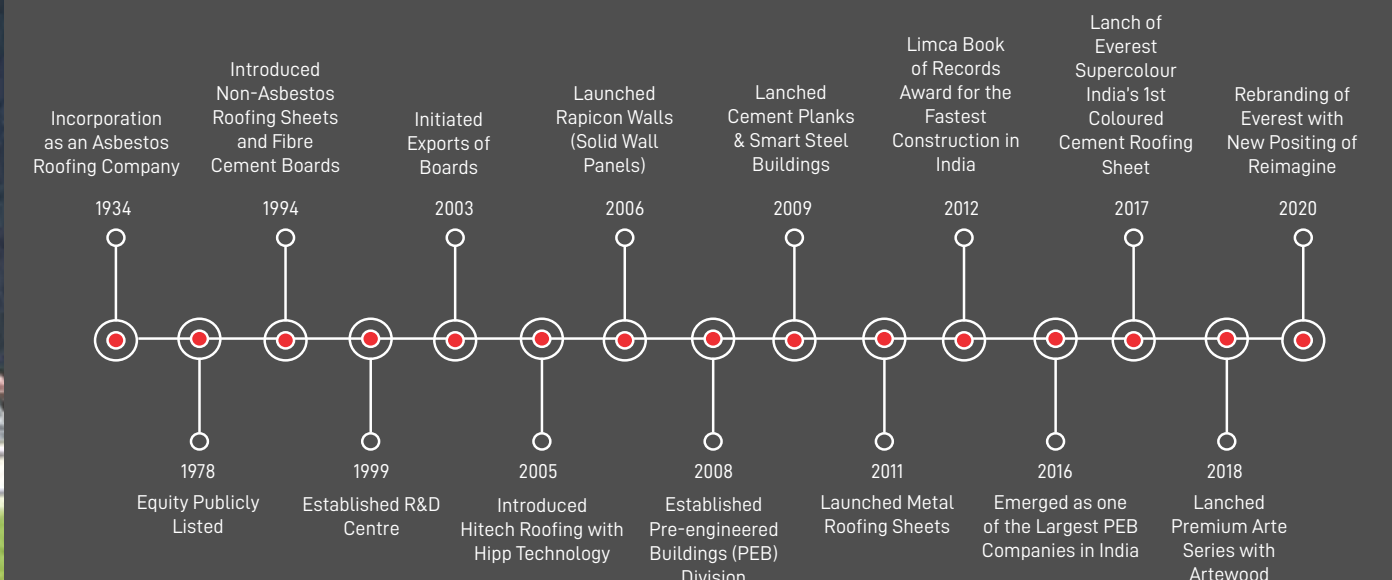 Incorporation
as an Asbestos
Roofing Company
1934
Introduced
Non-Asbestos
Roofing Sheets
and Fibre
Cement Boards
1994
Initiated
Exports of
Boards
2003
Launched
Rapicon Walls
(Solid Wall
Panels)
2006
Lanched
Cement Planks
& Smart Steel
Buildings
2009
Limca Book
of Records
Award for the
Fastest
Construction in
India
2012
Lanch of
Everest
Supercolour
India's 1st
Coloured
Cement Roofing
Sheet
2017
Rebranding of
Everest with
New Positing of
Reimagine
2020
1978
Equity Publicly
Listed
1999
Established R&D
Centre
2005
Introduced
Hitech Roofing with
Hipp Technology
2008
Established
Pre-engineered
Buildings (PEB)
Division
2011
Launched Metal
Roofing Sheets
2016
Emerged as one
of the Largest PEB
Companies in India
2018
Lanched
Premium Arte
Series with
Artewood